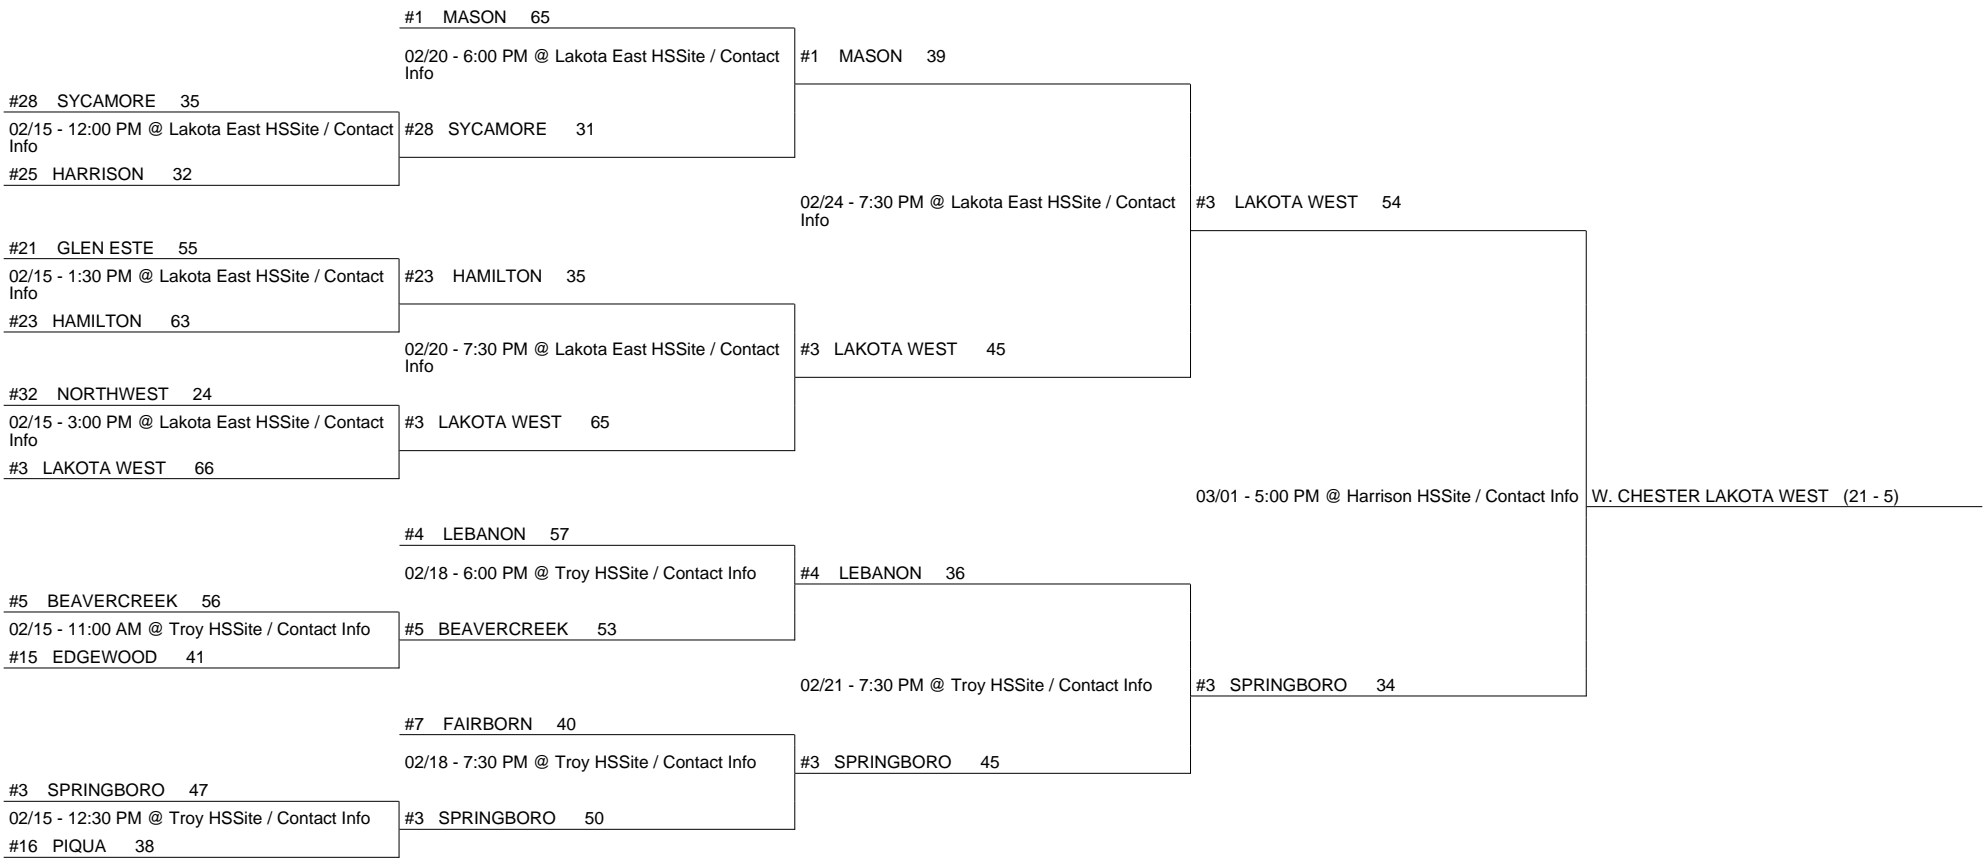 #1 MASON 65
02/20 - 6:00 PM @ Lakota East HSSite / Contact
Info
#1 MASON 39
#28 SYCAMORE 35
02/15 - 12:00 PM @ Lakota East HSSite / Contact
Info
#28 SYCAMORE 31
#25 HARRISON 32
02/24 - 7:30 PM @ Lakota East HSSite / Contact
Info
#3 LAKOTA WEST 54
#21 GLEN ESTE 55
02/15 - 1:30 PM @ Lakota East HSSite / Contact
Info
#23 HAMILTON 35
#23 HAMILTON 63
02/20 - 7:30 PM @ Lakota East HSSite / Contact
Info
#3 LAKOTA WEST 45
#32 NORTHWEST 24
02/15 - 3:00 PM @ Lakota East HSSite / Contact
Info
#3 LAKOTA WEST 65
#3 LAKOTA WEST 66
03/01 - 5:00 PM @ Harrison HSSite / Contact Info
W. CHESTER LAKOTA WEST (21 - 5)
#4 LEBANON 57
02/18 - 6:00 PM @ Troy HSSite / Contact Info
#4 LEBANON 36
#5 BEAVERCREEK 56
02/15 - 11:00 AM @ Troy HSSite / Contact Info
#5 BEAVERCREEK 53
#15 EDGEWOOD 41
02/21 - 7:30 PM @ Troy HSSite / Contact Info
#3 SPRINGBORO 34
#7 FAIRBORN 40
02/18 - 7:30 PM @ Troy HSSite / Contact Info
#3 SPRINGBORO 45
#3 SPRINGBORO 47
02/15 - 12:30 PM @ Troy HSSite / Contact Info
#3 SPRINGBORO 50
#16 PIQUA 38